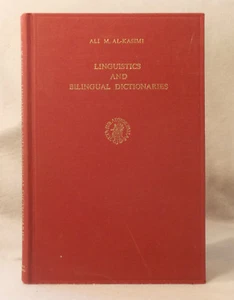 ALI M. AL-KASIMI
LINGUISTICS
AND
BILINGUAL DICTIONARIES